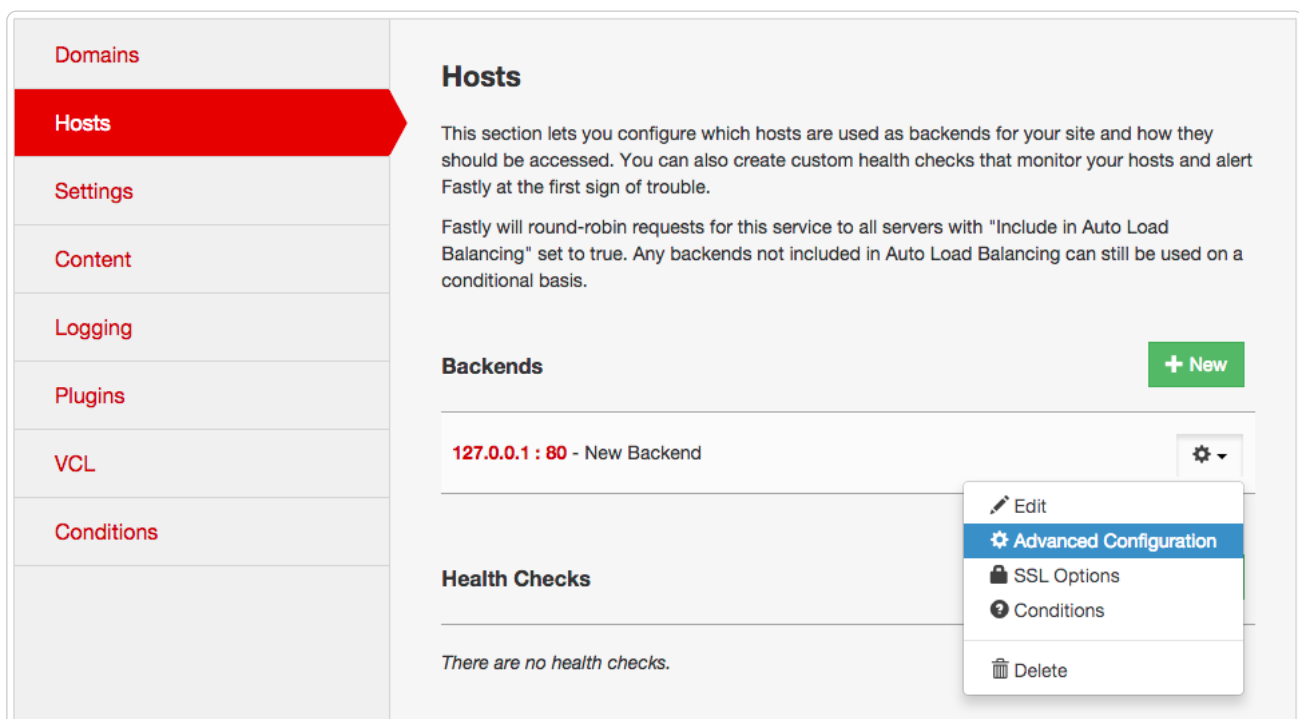 Domains
Hosts
Settings
Content
Logging
Plugins
VCL
Conditions
Hosts
This section lets you configure which hosts are used as backends for your site and how they
should be accessed. You can also create custom health checks that monitor your hosts and alert
Fastly at the first sign of trouble.
Fastly will round-robin requests for this service to all servers with "Include in Auto Load
Balancing" set to true. Any backends not included in Auto Load Balancing can still be used on a
conditional basis.
Backends
+ New
127.0.0.1 : 80 - New Backend
Edit
Advanced Configuration
SSL Options
Conditions
Delete
Health Checks
There are no health checks.